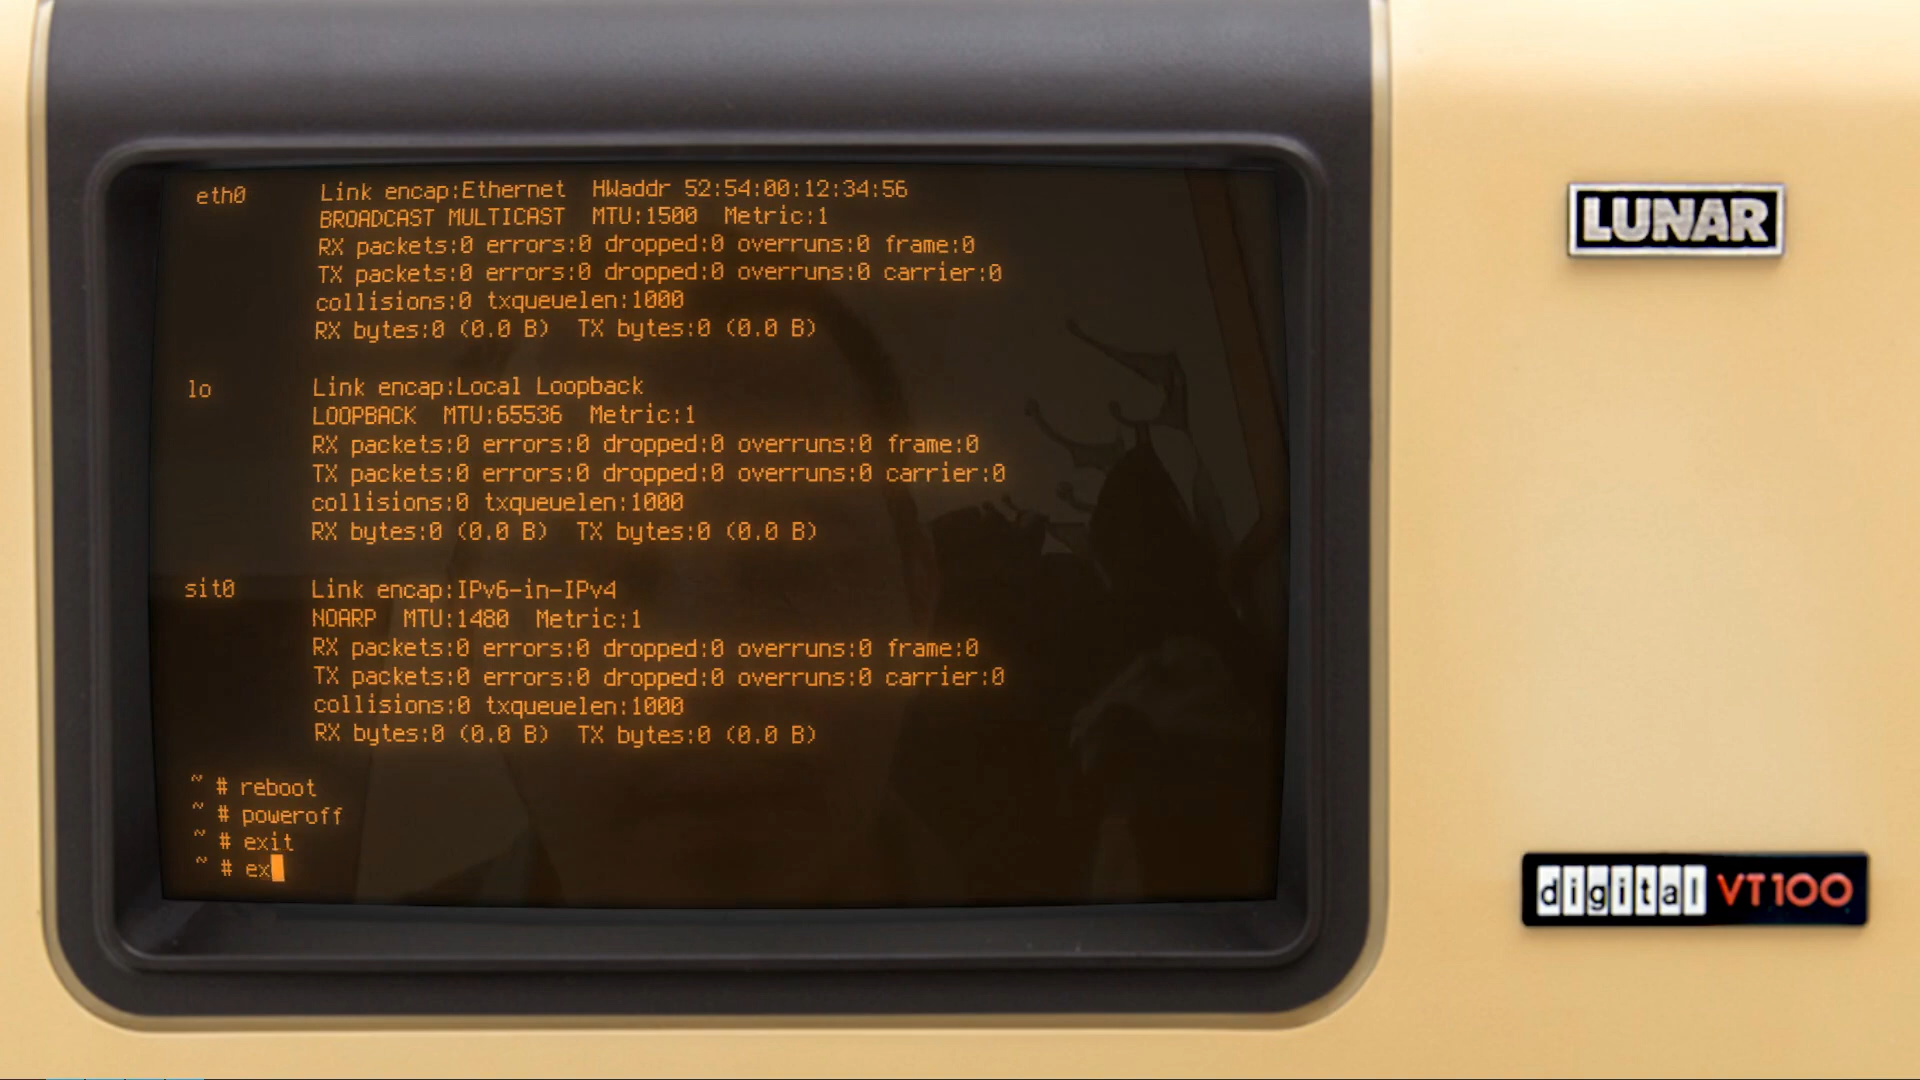 eth0 Link encap:Ethernet HWaddr 52:54:00:12:34:56
BROADCAST MULTICAST MTU:1500 Metric:1
RX packets:0 errors:0 dropped:0 overruns:0 frame:0
TX packets:0 errors:0 dropped:0 overruns:0 carrier:0
collisions:0 txqueuelen:1000
RX bytes:0 (0.0 B) TX bytes:0 (0.0 B)
lo Link encap:Local Loopback
LOOPBACK MTU:65536 Metric:1
RX packets:0 errors:0 dropped:0 overruns:0 frame:0
TX packets:0 errors:0 dropped:0 overruns:0 carrier:0
collisions:0 txqueuelen:1000
RX bytes:0 (0.0 B) TX bytes:0 (0.0 B)
sit0 Link encap:IPv6-in-IPv4
NOARP MTU:1480 Metric:1
RX packets:0 errors:0 dropped:0 overruns:0 frame:0
TX packets:0 errors:0 dropped:0 overruns:0 carrier:0
collisions:0 txqueuelen:1000
RX bytes:0 (0.0 B) TX bytes:0 (0.0 B)
~ # reboot
~ # poweroff
~ # exit
~ # ex
LUNAR
digital VT100